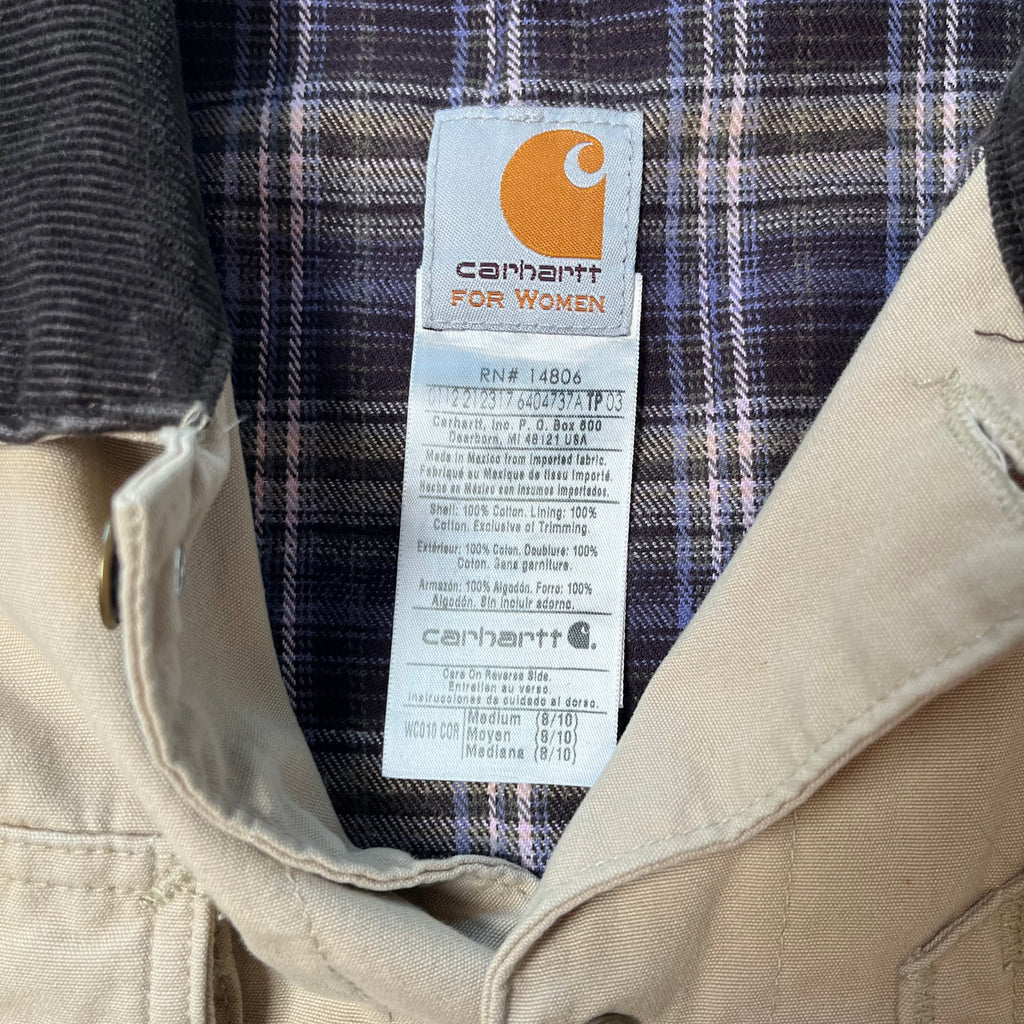 carhartt
FOR WOMEN
RN# 14806
0112212317 6404737A TP 03
Carhartt, Inc. P. O. Box 600
Dearborn, MI 48121 USA
Made in Mexico from imported fabric.
Fabriqué au Mexique de tissu importé.
Hecho en México con insumos importados.
Shell: 100% Cotton. Lining: 100%
Cotton. Exclusive of Trimming.
Extérieur: 100% Coton. Doublure: 100%
Coton. Sans garniture.
Armazón: 100% Algodón. Forro: 100%
Algodón. Sin incluir adorno.
carhartt
Care On Reverse Side.
Entretien au verso.
Instrucciones de cuidado al dorso.
WC010 COR
Medium (8/10)
Moyen (8/10)
Mediana (8/10)